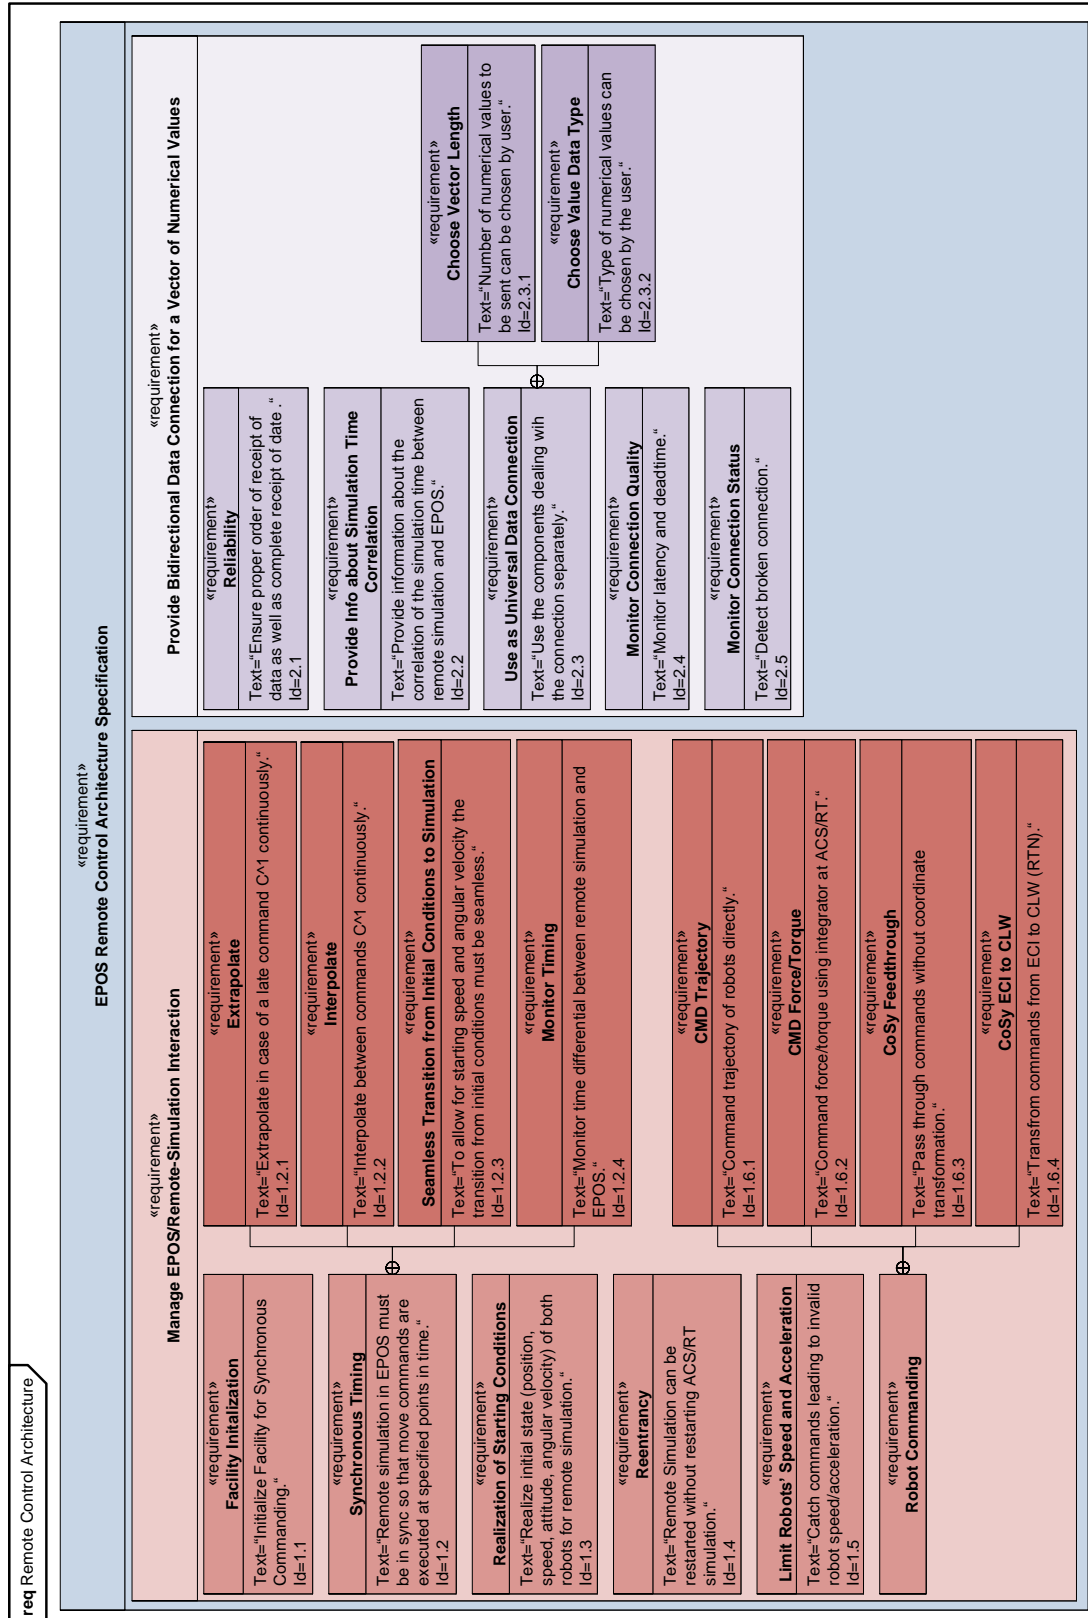 req Remote Control Architecture
«requirement»
EPOS Remote Control Architecture Specification
«requirement»
Manage EPOS/Remote-Simulation Interaction
«requirement»
Facility Initalization
Text=“Initialize Facility for Synchronous
Commanding.“
Id=1.1
«requirement»
Synchronous Timing
Text=“Remote simulation in EPOS must
be in sync so that move commands are
executed at specified points in time.“
Id=1.2
«requirement»
Realization of Starting Conditions
Text=“Realize initial state (position,
speed, attitude, angular velocity) of both
robots for remote simulation.“
Id=1.3
«requirement»
Reentrancy
Text=“Remote Simulation can be
restarted without restarting ACS/RT
simulation.“
Id=1.4
«requirement»
Limit Robots’ Speed and Acceleration
Text=“Catch commands leading to invalid
robot speed/acceleration.“
Id=1.5
«requirement»
Robot Commanding
«requirement»
Extrapolate
Text=“Extrapolate in case of a late command C^1 continuously.“
Id=1.2.1
«requirement»
Interpolate
Text=“Interpolate between commands C^1 continuously.“
Id=1.2.2
«requirement»
Seamless Transition from Initial Conditions to Simulation
Text=“To allow for starting speed and angular velocity the
transition from initial conditions must be seamless.“
Id=1.2.3
«requirement»
Monitor Timing
Text=“Monitor time differential between remote simulation and
EPOS.“
Id=1.2.4
«requirement»
CMD Trajectory
Text=“Command trajectory of robots directly.“
Id=1.6.1
«requirement»
CMD Force/Torque
Text=“Command force/torque using integrator at ACS/RT.“
Id=1.6.2
«requirement»
CoSy Feedthrough
Text=“Pass through commands without coordinate
transformation.“
Id=1.6.3
«requirement»
CoSy ECI to CLW
Text=“Transfrom commands from ECI to CLW (RTN).“
Id=1.6.4
«requirement»
Provide Bidirectional Data Connection for a Vector of Numerical Values
«requirement»
Reliability
Text=“Ensure proper order of receipt of
data as well as complete receipt of date .“
Id=2.1
«requirement»
Provide Info about Simulation Time
Correlation
Text=“Provide information about the
correlation of the simulation time between
remote simulation and EPOS.“
Id=2.2
«requirement»
Use as Universal Data Connection
Text=“Use the components dealing wih
the connection separately.“
Id=2.3
«requirement»
Monitor Connection Quality
Text=“Monitor latency and deadtime.“
Id=2.4
«requirement»
Monitor Connection Status
Text=“Detect broken connection.“
Id=2.5
«requirement»
Choose Vector Length
Text=“Number of numerical values to
be sent can be chosen by user.“
Id=2.3.1
«requirement»
Choose Value Data Type
Text=“Type of numerical values can
be chosen by the user.“
Id=2.3.2